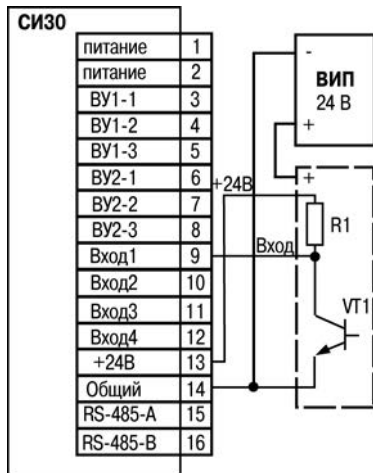 СИ30
питание 1
питание 2
ВУ1-1 3
ВУ1-2 4
ВУ1-3 5
ВУ2-1 6
ВУ2-2 7
ВУ2-3 8
Вход1 9
Вход2 10
Вход3 11
Вход4 12
+24В 13
Общий 14
RS-485-A 15
RS-485-B 16
-
ВИП
24 В
+
+
+24В
R1
Вход
VT1